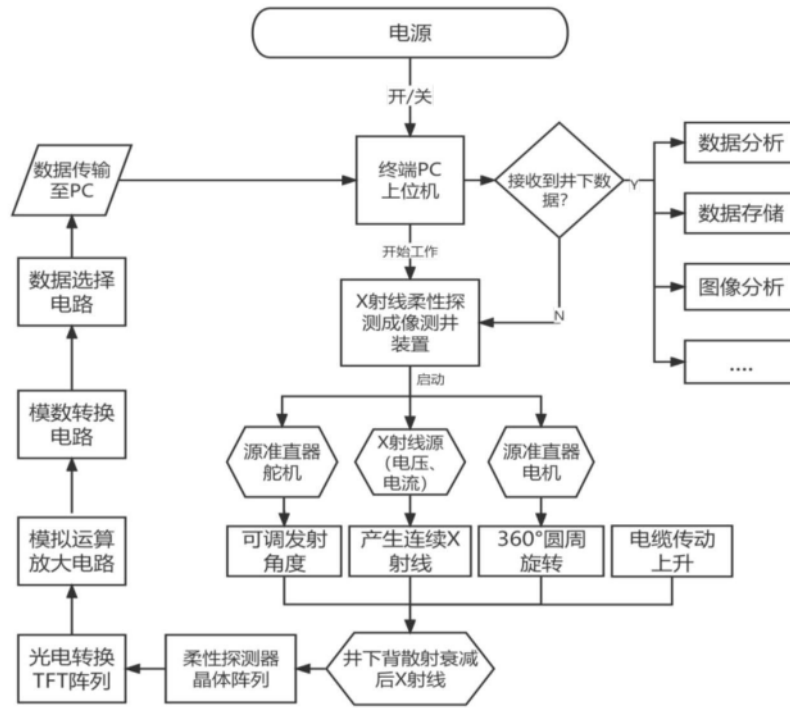 电源
开/关
数据传输
至PC
终端PC
上位机
接收到井下数
据?
Y
数据分析
数据存储
图像分析
....
开始工作
N
数据选择
电路
X射线柔性探
测成像测井
装置
启动
模数转换
电路
源准直器
舵机
X射线源
(电压、
电流)
源准直器
电机
模拟运算
放大电路
可调发射
角度
产生连续X
射线
360°圆周
旋转
电缆传动
上升
光电转换
TFT阵列
柔性探测器
晶体阵列
井下背散射衰减
后X射线